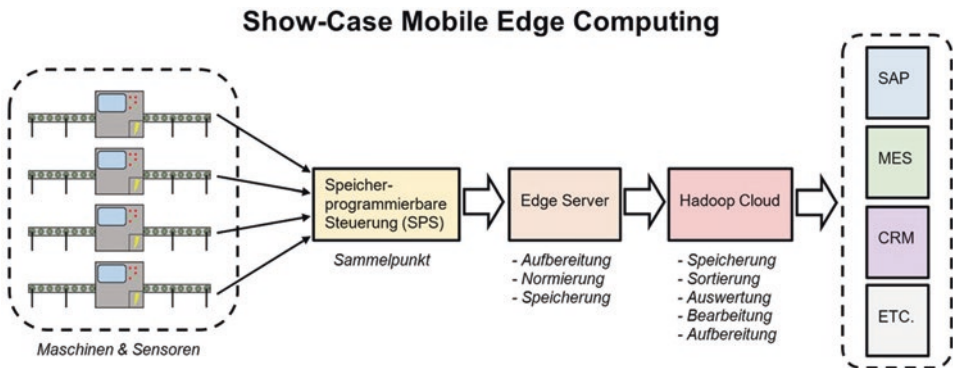 Show-Case Mobile Edge Computing
Maschinen & Sensoren
Speicher-
programmierbare
Steuerung (SPS)
Sammelpunkt
Edge Server
- Aufbereitung
- Normierung
- Speicherung
Hadoop Cloud
- Speicherung
- Sortierung
- Auswertung
- Bearbeitung
- Aufbereitung
SAP
MES
CRM
ETC.